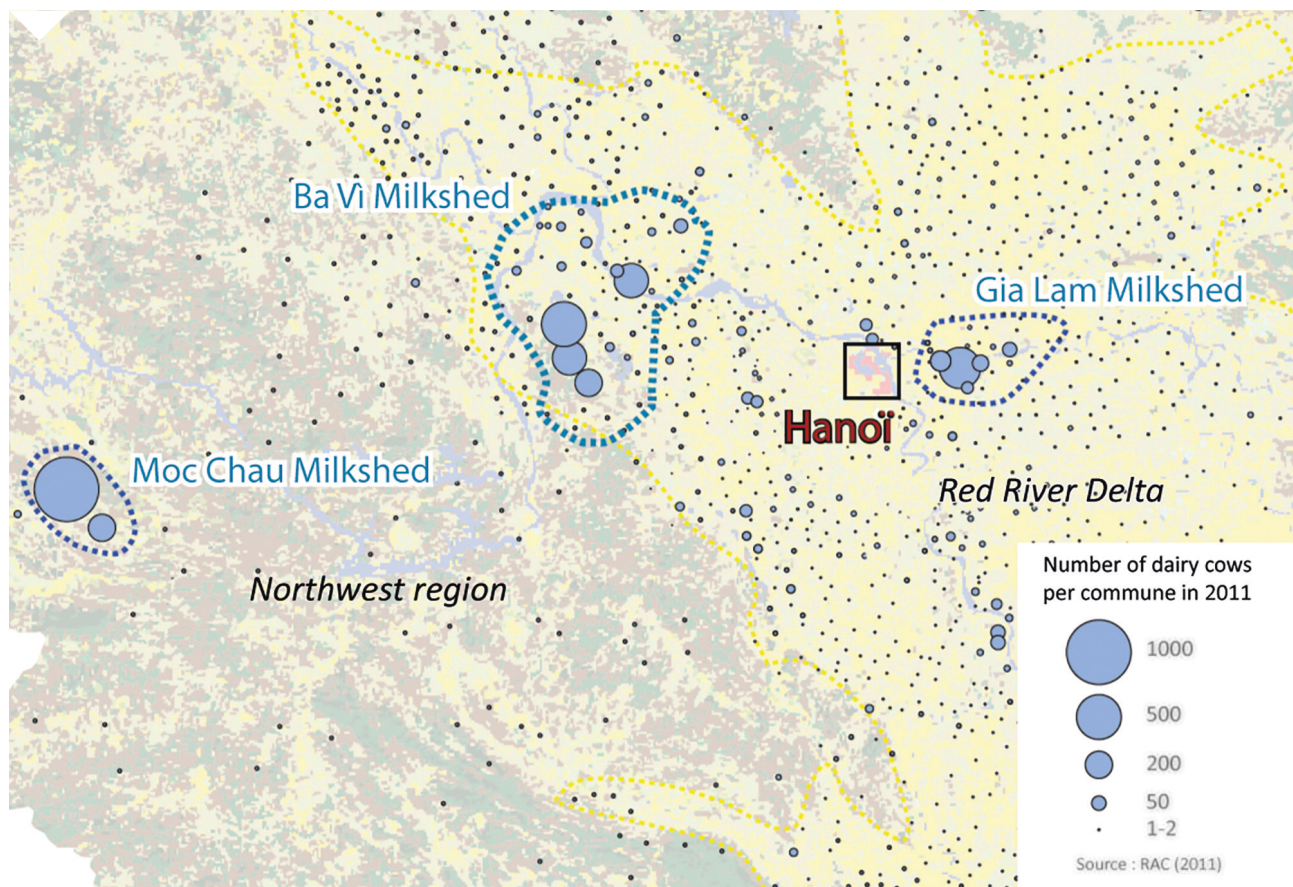 Ba Vì Milkshed
Gia Lam Milkshed
Hanoï
Moc Chau Milkshed
Red River Delta
Northwest region
Number of dairy cows
per commune in 2011
1000
500
200
50
1-2
Source : RAC (2011)